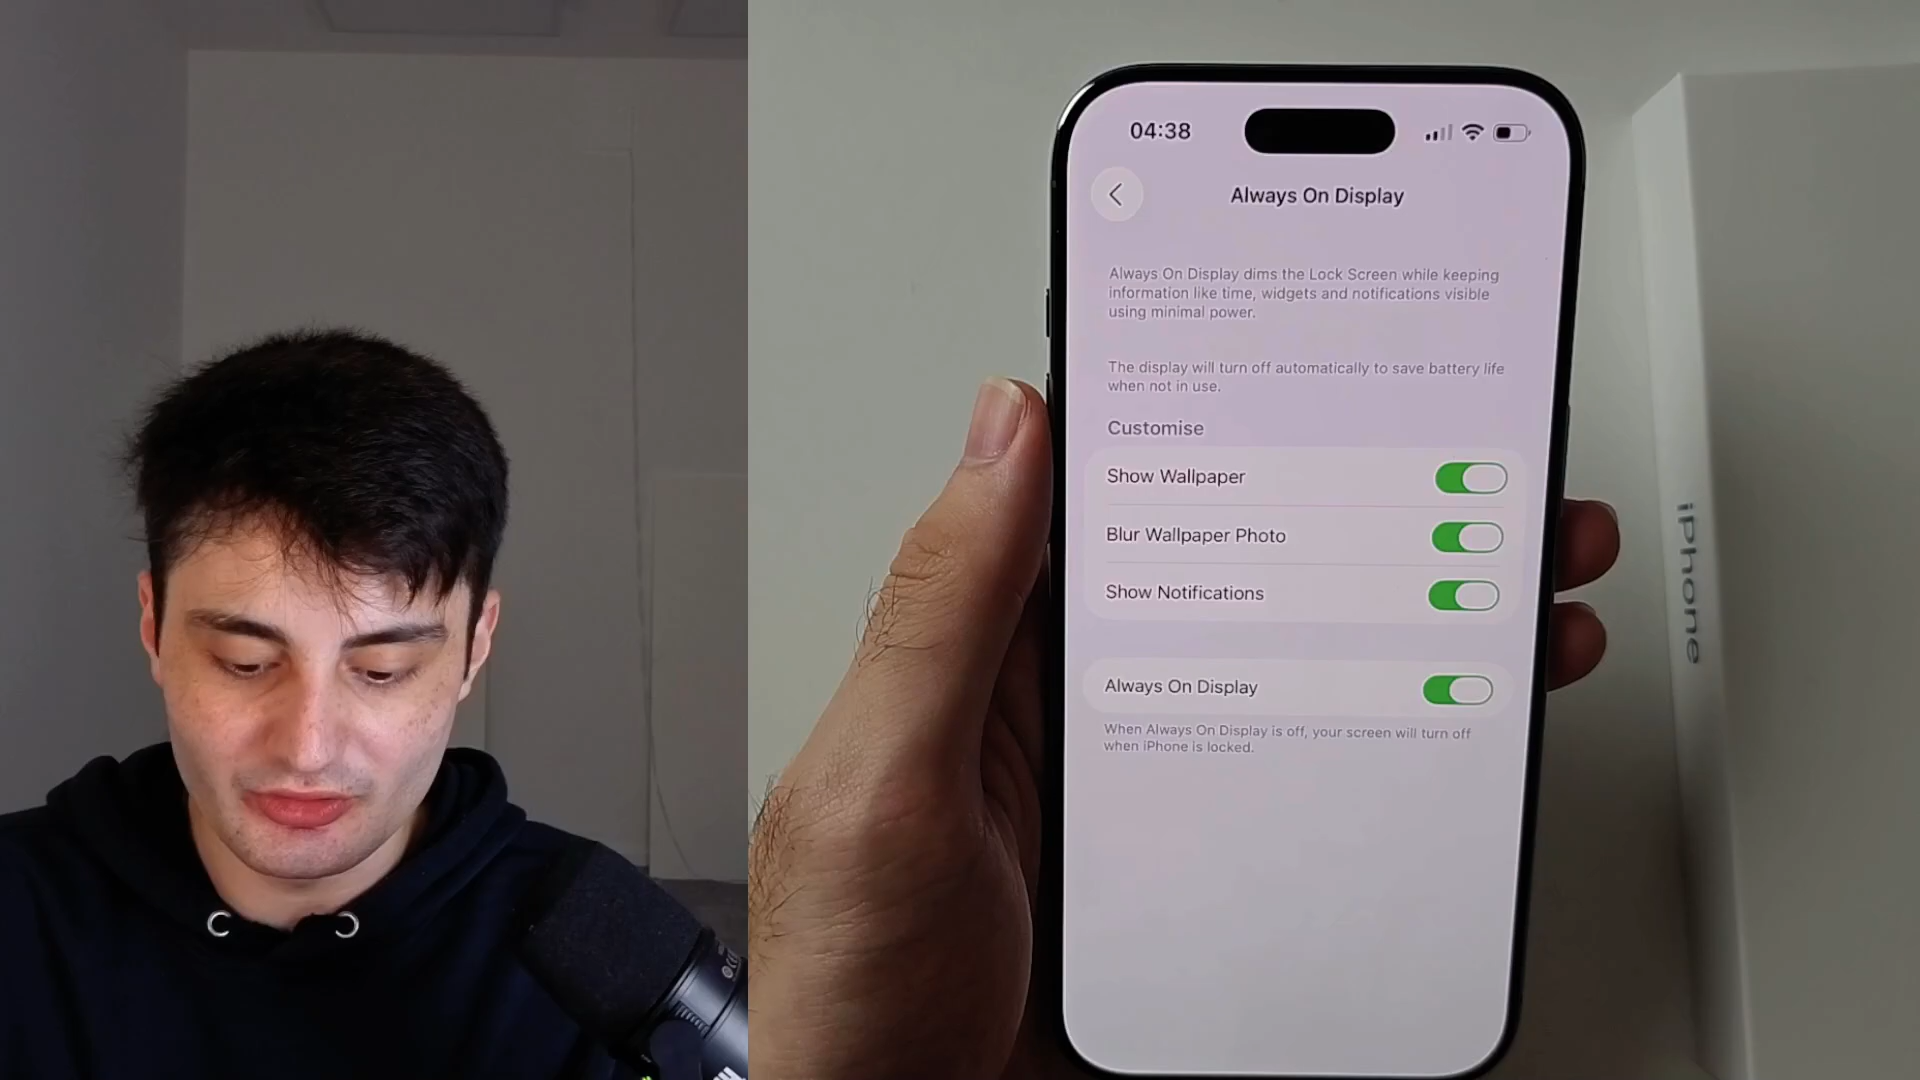 04:38
Always On Display
Always On Display dims the Lock Screen while keeping
information like time, widgets and notifications visible
using minimal power.
The display will turn off automatically to save battery life
when not in use.
Customise
Show Wallpaper
Blur Wallpaper Photo
Show Notifications
Always On Display
When Always On Display is off, your screen will turn off
when iPhone is locked.
iPhone